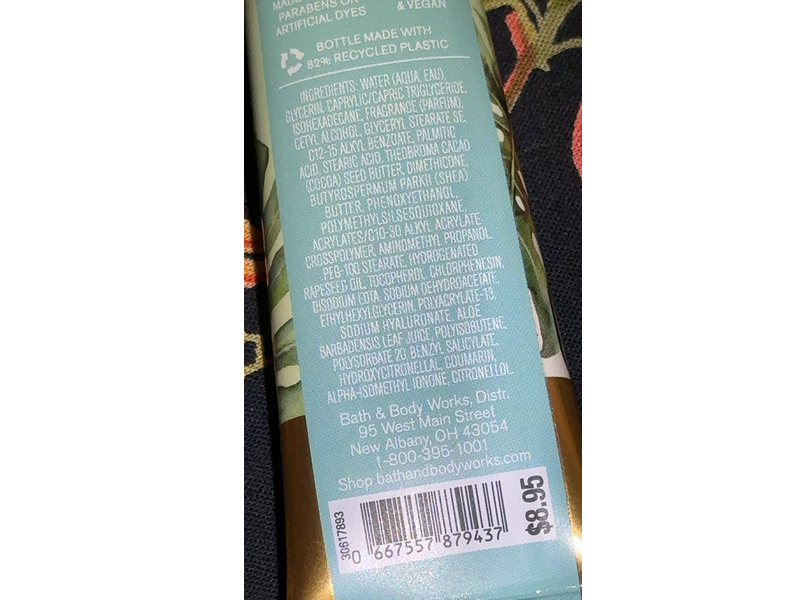 MADE
PARABENS OR
ARTIFICIAL DYES
& VEGAN
BOTTLE MADE WITH
82% RECYCLED PLASTIC
INGREDIENTS: WATER (AQUA, EAU),
GLYCERIN, CAPRYLIC/CAPRIC TRIGLYCERIDE,
ISOHEXADECANE, FRAGRANCE (PARFUM),
CETYL ALCOHOL, GLYCERYL STEARATE SE,
C12-15 ALKYL BENZOATE, PALMITIC
ACID, STEARIC ACID, THEOBROMA CACAO
(COCOA) SEED BUTTER, DIMETHICONE,
BUTYROSPERMUM PARKII (SHEA)
BUTTER, PHENOXYETHANOL,
POLYMETHYLSILSESQUIOXANE,
ACRYLATES/C10-30 ALKYL ACRYLATE
CROSSPOLYMER, AMINOMETHYL PROPANOL,
PEG-100 STEARATE, HYDROGENATED
RAPESEED OIL, TOCOPHEROL, CHLORPHENESIN,
DISODIUM EDTA, SODIUM DEHYDROACETATE,
ETHYLHEXYLGLYCERIN, POLYACRYLATE-13,
SODIUM HYALURONATE, ALOE
BARBADENSIS LEAF JUICE, POLYISOBUTENE,
POLYSORBATE 20, BENZYL SALICYLATE,
HYDROXYCITRONELLAL, COUMARIN,
ALPHA-ISOMETHYL IONONE, CITRONELLOL.
Bath & Body Works, Distr.
95 West Main Street
New Albany, OH 43054
1-800-395-1001
Shop bathandbodyworks.com
30617893
0 667557 879437
$8.95